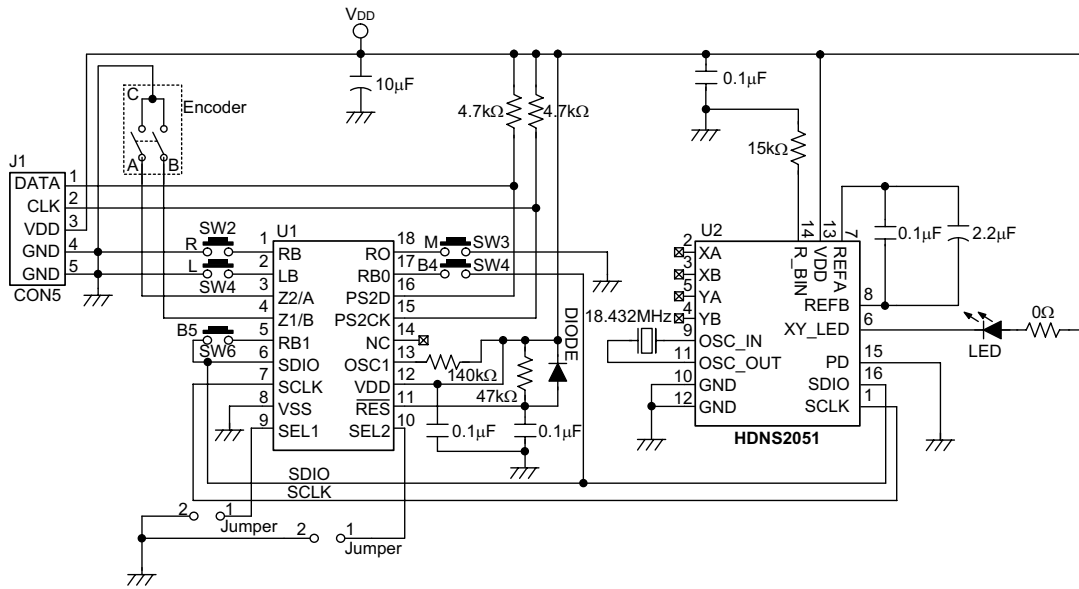 VDD
10μF
0.1μF
4.7kΩ
4.7kΩ
15kΩ
C
Encoder
A
B
J1
DATA 1
CLK 2
VDD 3
GND 4
GND 5
CON5
R SW2
L SW4
B5 SW6
U1
1 RB
2 LB
3 Z2/A
4 Z1/B
5 RB1
6 SDIO
7 SCLK
8 VSS
9 SEL1
RO 18
RB0 17
PS2D 16
PS2CK 15
NC 14
OSC1 13
VDD 12
RES 11
SEL2 10
M SW3
B4 SW4
140kΩ
47kΩ
DIODE
0.1μF
0.1μF
SDIO
SCLK
2 1
Jumper
2 1
Jumper
18.432MHz
U2
2 XA
3 XB
5 YA
4 YB
9 OSC_IN
11 OSC_OUT
10 GND
12 GND
14 R_BIN
13 VDD
7 REFA
REFB 8
XY_LED 6
PD 15
SDIO 16
SCLK 1
HDNS2051
0.1μF
2.2μF
LED
0Ω